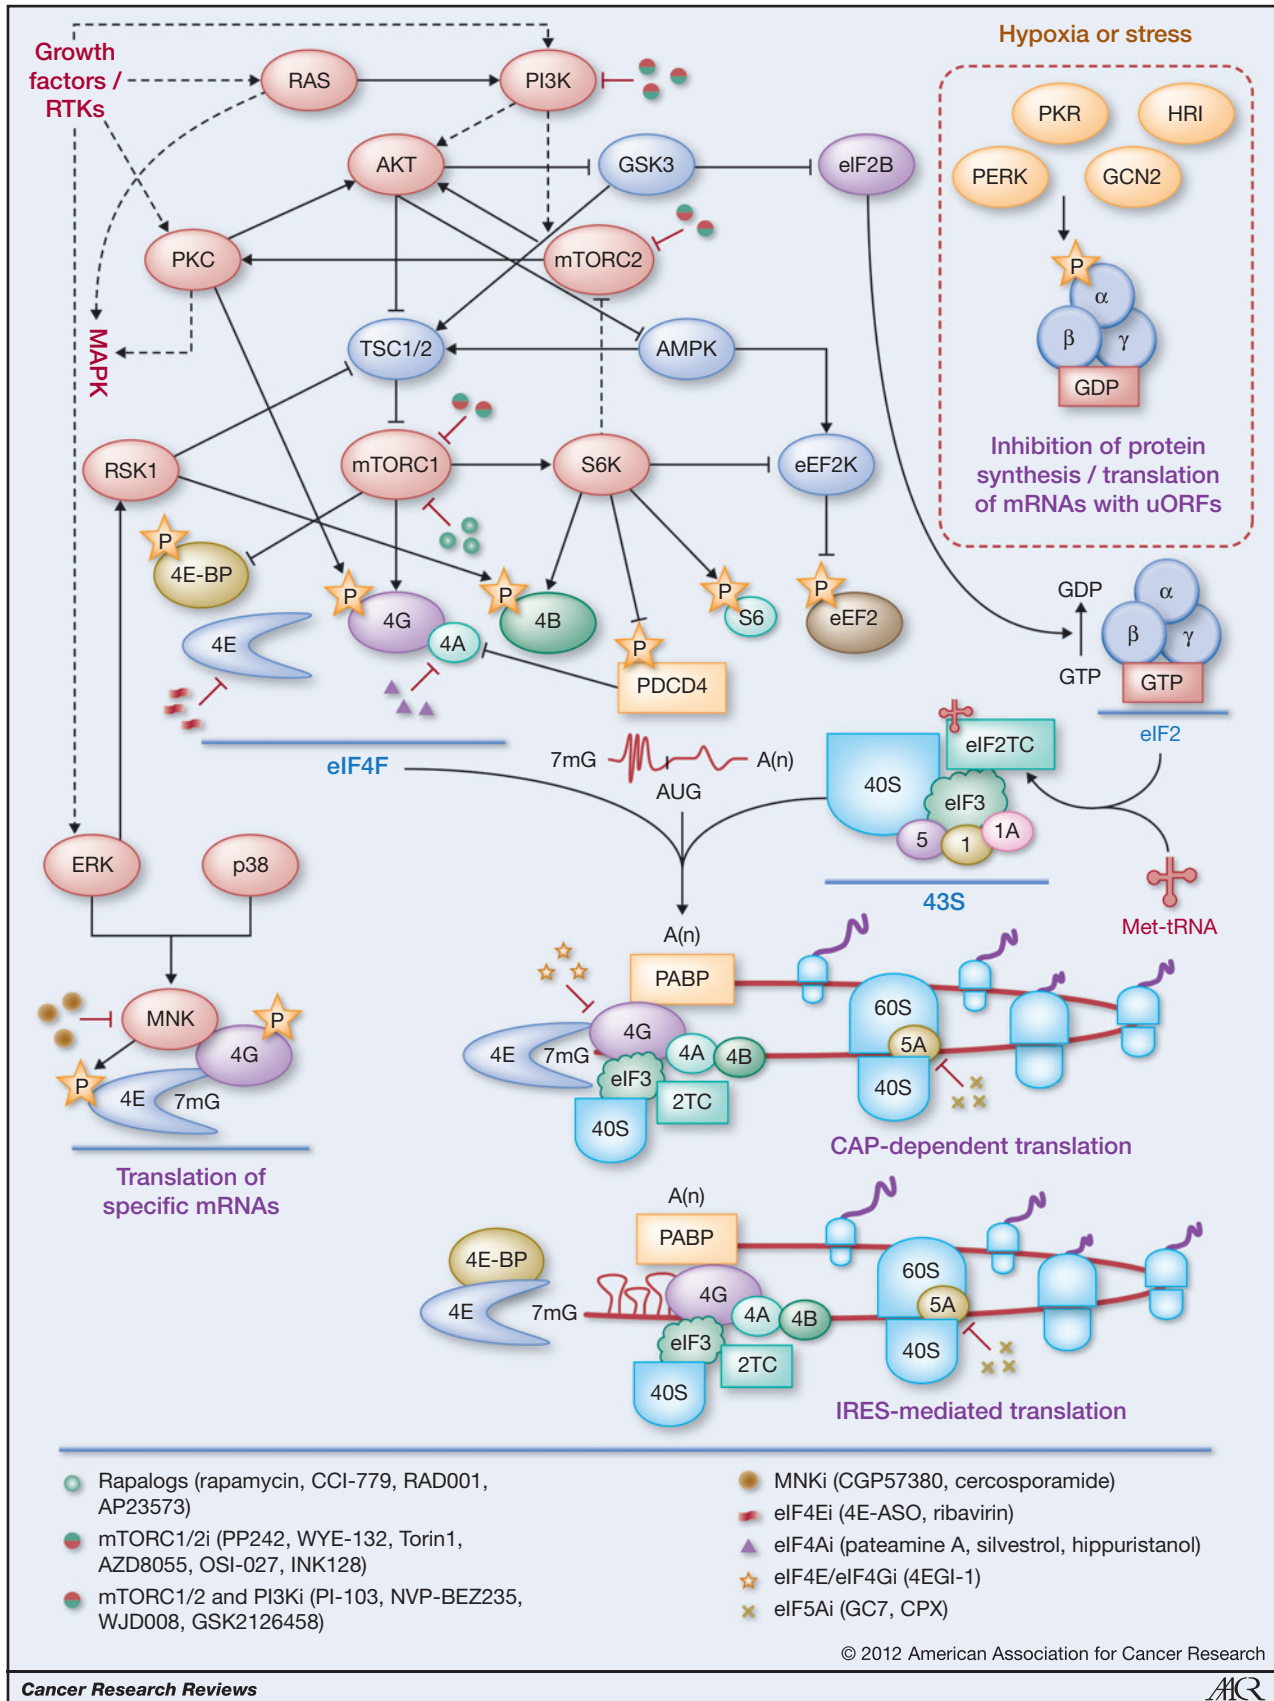 Growth
factors /
RTKs
RAS
PI3K
Hypoxia or stress
PKR
HRI
PERK
GCN2
AKT
GSK3
eIF2B
P
α
β
γ
GDP
PKC
mTORC2
MAPK
TSC1/2
AMPK
Inhibition of protein
synthesis / translation
of mRNAs with uORFs
RSK1
mTORC1
S6K
eEF2K
P
4E-BP
P
4G
4A
P
4B
P
S6
P
eEF2
4E
P
PDCD4
GDP
GTP
α
β
γ
GTP
eIF2
eIF4F
7mG
A(n)
AUG
40S
eIF2TC
eIF3
5
1
1A
43S
Met-tRNA
ERK
p38
MNK
P
4G
P
4E
7mG
Translation of
specific mRNAs
A(n)
PABP
4G
4E
7mG
4A
4B
eIF3
2TC
40S
60S
5A
40S
CAP-dependent translation
A(n)
PABP
4E-BP
4E
7mG
4G
4A
4B
eIF3
2TC
40S
60S
5A
40S
IRES-mediated translation
Rapalogs (rapamycin, CCI-779, RAD001,
AP23573)
mTORC1/2i (PP242, WYE-132, Torin1,
AZD8055, OSI-027, INK128)
mTORC1/2 and PI3Ki (PI-103, NVP-BEZ235,
WJD008, GSK2126458)
MNKi (CGP57380, cercosporamide)
eIF4Ei (4E-ASO, ribavirin)
eIF4Ai (pateamine A, silvestrol, hippuristanol)
eIF4E/eIF4Gi (4EGI-1)
eIF5Ai (GC7, CPX)
© 2012 American Association for Cancer Research
Cancer Research Reviews
AACR